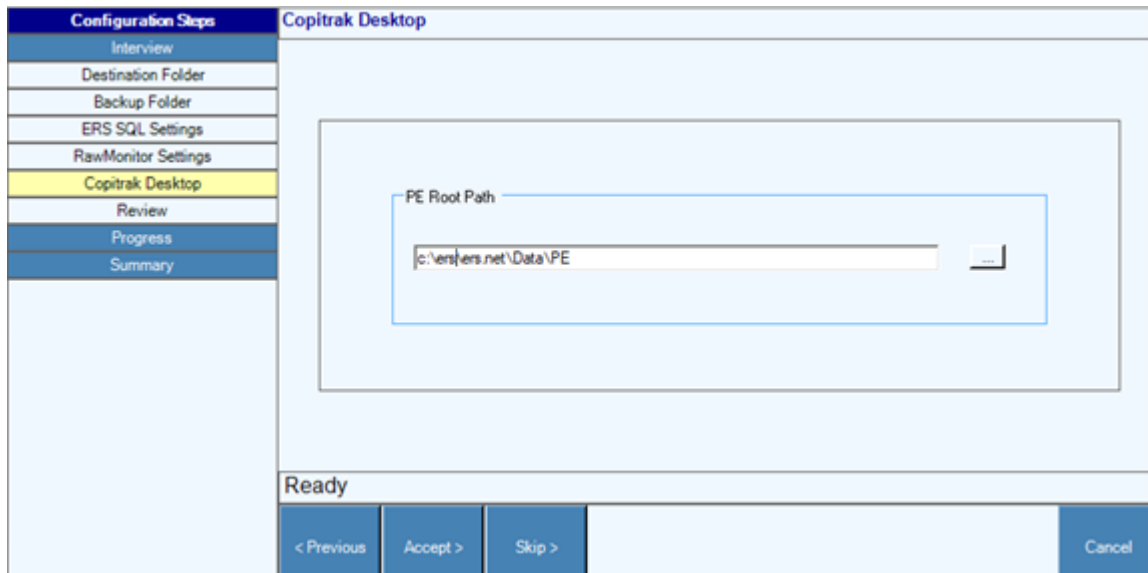 Configuration Steps
Interview
Destination Folder
Backup Folder
ERS SQL Settings
RawMonitor Settings
Copitrak Desktop
Review
Progress
Summary
Copitrak Desktop
PE Root Path
c:\ers\ers.net\Data\PE
...
Ready
< Previous
Accept >
Skip >
Cancel